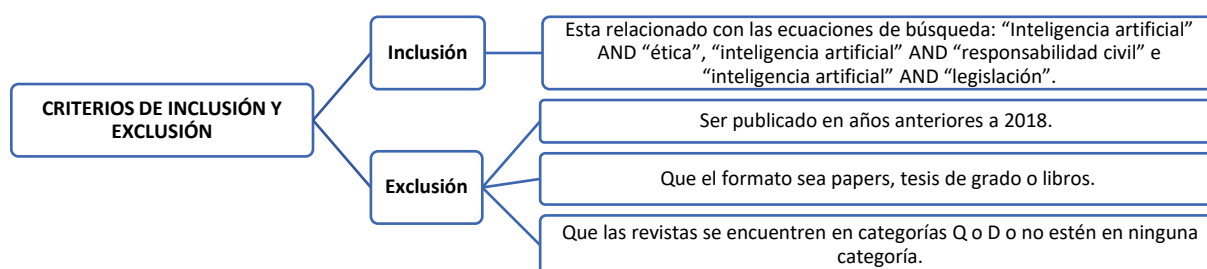 CRITERIOS DE INCLUSIÓN Y
EXCLUSIÓN
Inclusión
Esta relacionado con las ecuaciones de búsqueda: “Inteligencia artificial”
AND “ética”, “inteligencia artificial” AND “responsabilidad civil” e
“inteligencia artificial” AND “legislación”.
Exclusión
Ser publicado en años anteriores a 2018.
Que el formato sea papers, tesis de grado o libros.
Que las revistas se encuentren en categorías Q o D o no estén en ninguna
categoría.